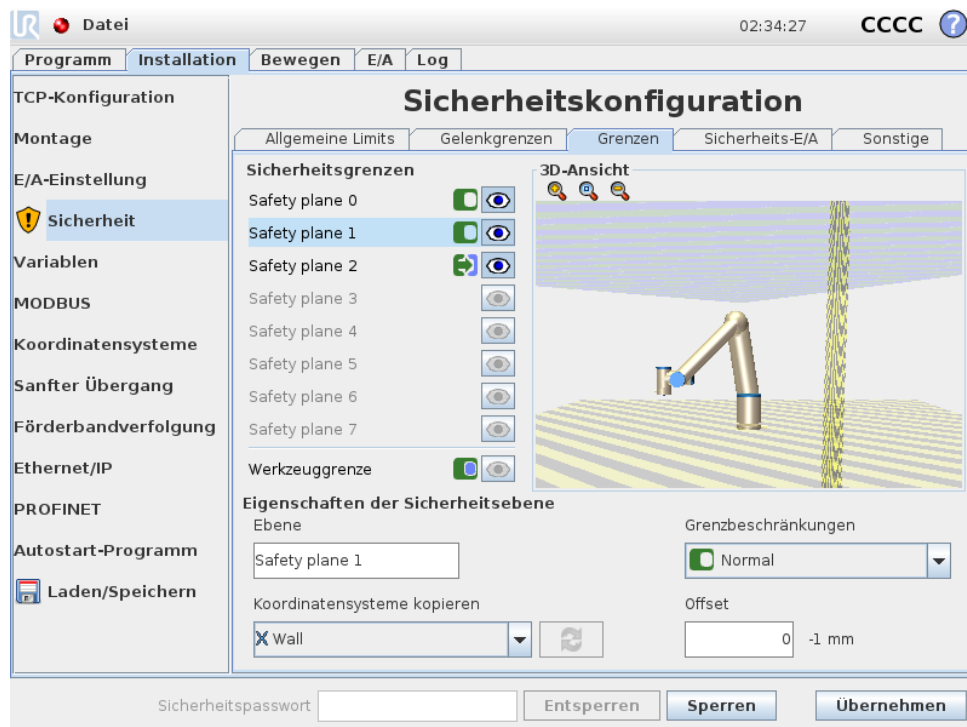 UR Datei 02:34:27 CCCC ?
Programm Installation Bewegen E/A Log
TCP-Konfiguration
Montage
E/A-Einstellung
Sicherheit
Variablen
MODBUS
Koordinatensysteme
Sanfter Übergang
Förderbandverfolgung
Ethernet/IP
PROFINET
Autostart-Programm
Laden/Speichern
Sicherheitskonfiguration
Allgemeine Limits Gelenkgrenzen Grenzen Sicherheits-E/A Sonstige
Sicherheitsgrenzen
Safety plane 0
Safety plane 1
Safety plane 2
Safety plane 3
Safety plane 4
Safety plane 5
Safety plane 6
Safety plane 7
Werkzeuggrenze
3D-Ansicht
Eigenschaften der Sicherheitsebene
Ebene
Safety plane 1
Grenzbeschränkungen
Normal
Koordinatensysteme kopieren
Wall
Offset
0 -1 mm
Sicherheitspasswort Entsperren Sperren Übernehmen